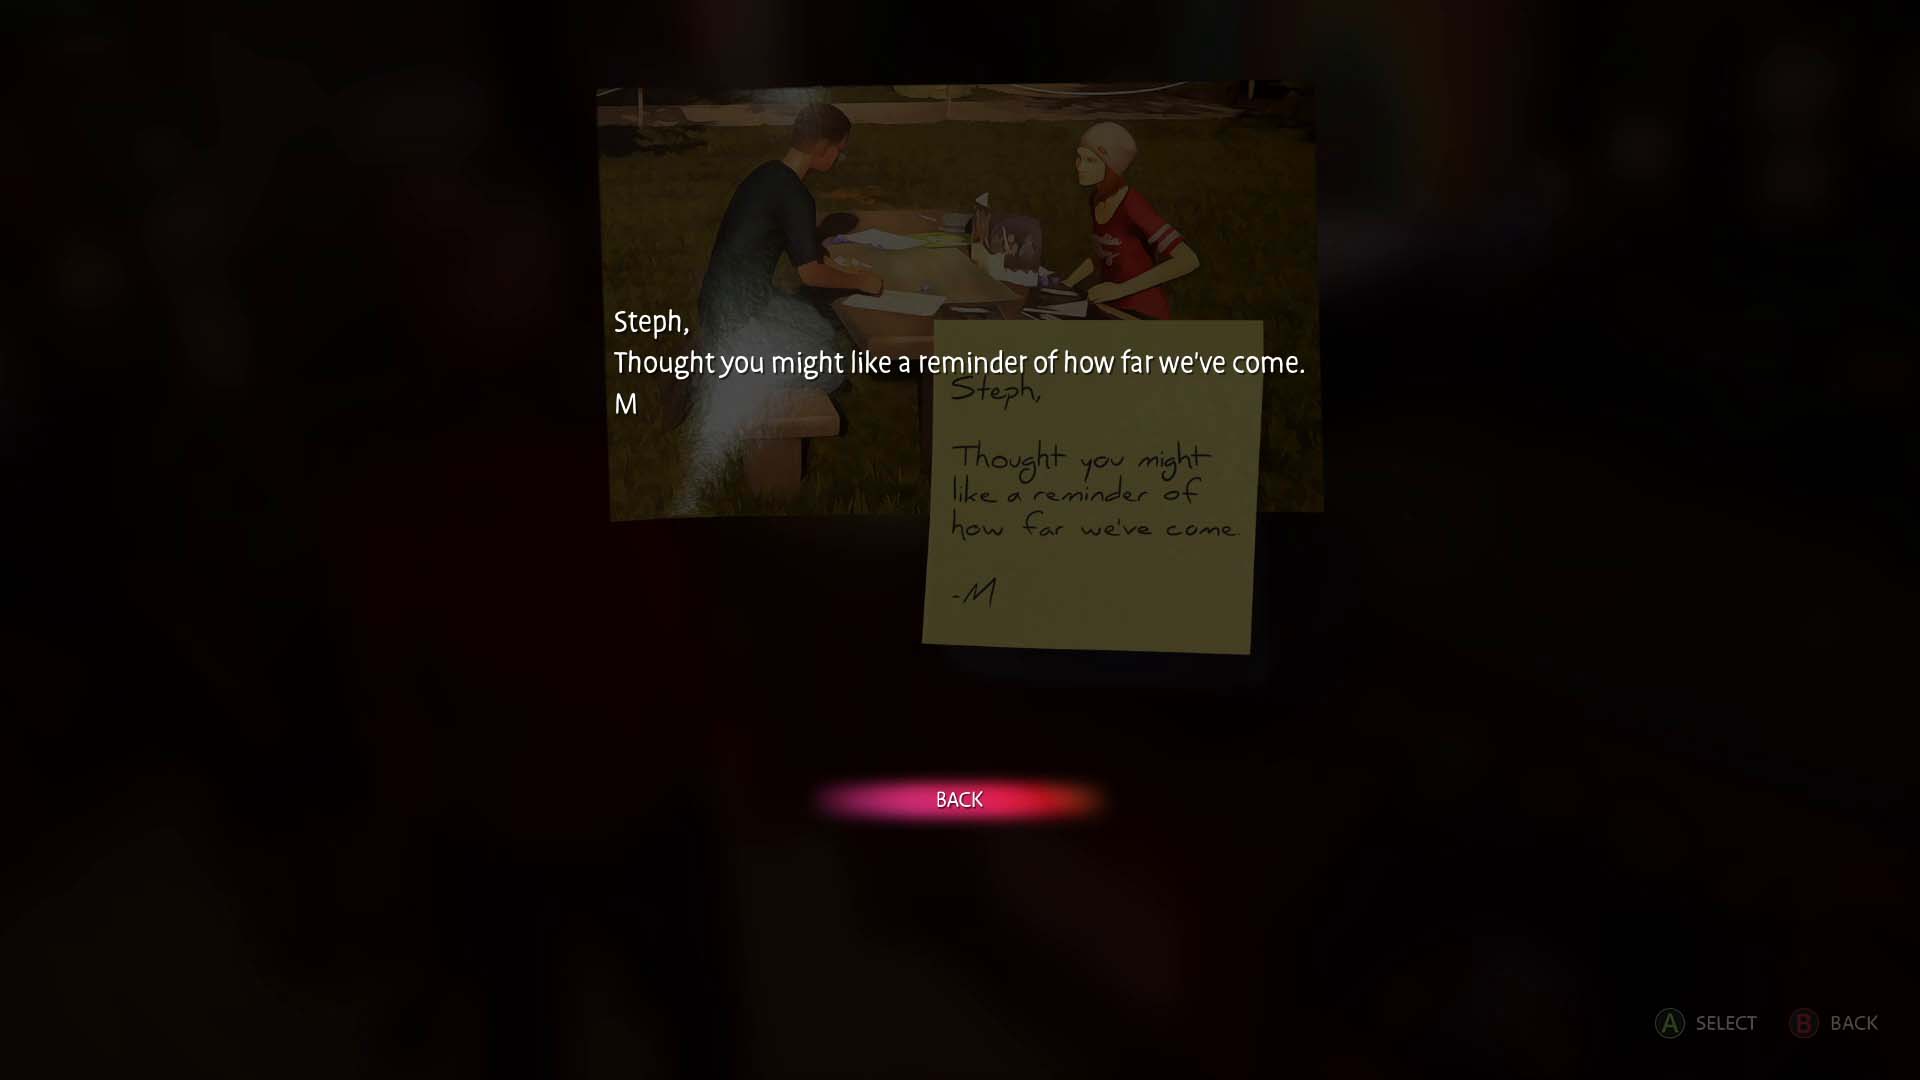 Steph,
Thought you might like a reminder of how far we've come.
M
Steph,
Thought you might
like a reminder of
how far we've come.
-M
BACK
A SELECT B BACK